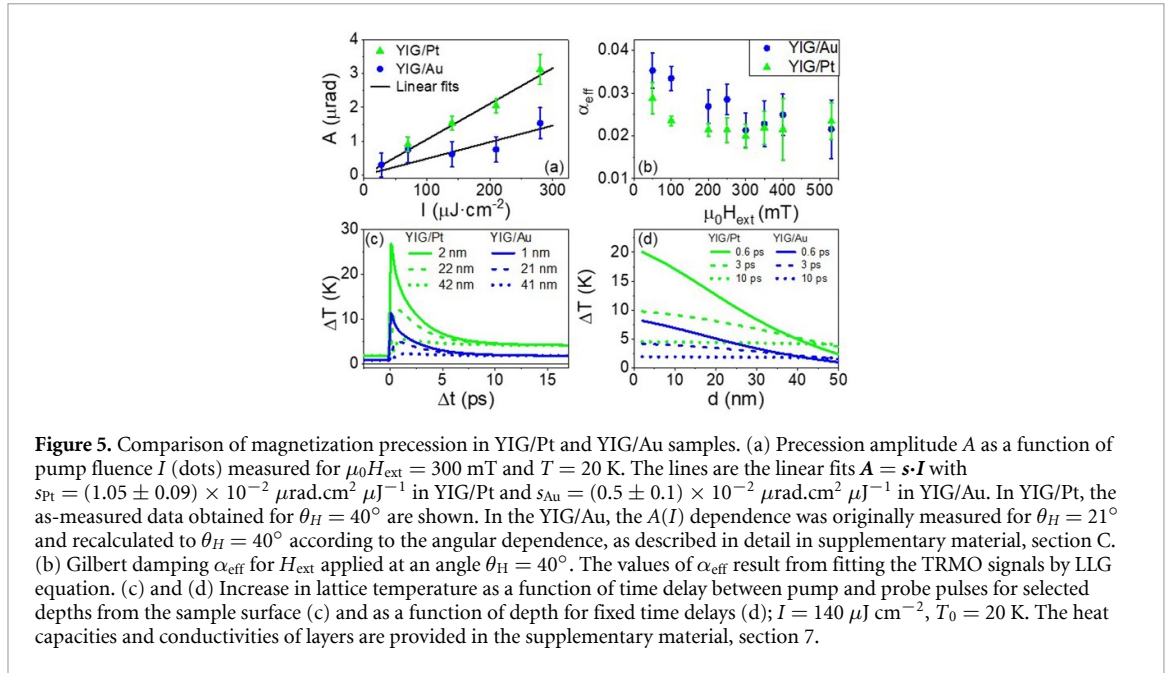 YIG/Pt
YIG/Au
Linear fits
A (μrad)
4
3
2
1
0
0
100
200
300
I (μJ·cm⁻²)
(a)
YIG/Au
YIG/Pt
α_eff
0.04
0.03
0.02
0.01
0
100
200
300
400
500
μ₀H_ext (mT)
(b)
(c)
YIG/Pt YIG/Au
2 nm 1 nm
22 nm 21 nm
42 nm 41 nm
ΔT (K)
30
20
10
0
0
5
10
15
Δt (ps)
(d)
YIG/Pt YIG/Au
0.6 ps 0.6 ps
3 ps 3 ps
10 ps 10 ps
ΔT (K)
20
15
10
5
0
0
10
20
30
40
50
d (nm)
Figure 5. Comparison of magnetization precession in YIG/Pt and YIG/Au samples. (a) Precession amplitude A as a function of
pump fluence I (dots) measured for μ₀H_ext = 300 mT and T = 20 K. The lines are the linear fits A = s·I with
s_Pt = (1.05 ± 0.09) × 10⁻² μrad.cm² μJ⁻¹ in YIG/Pt and s_Au = (0.5 ± 0.1) × 10⁻² μrad.cm² μJ⁻¹ in YIG/Au. In YIG/Pt, the
as-measured data obtained for θ_H = 40° are shown. In the YIG/Au, the A(I) dependence was originally measured for θ_H = 21°
and recalculated to θ_H = 40° according to the angular dependence, as described in detail in supplementary material, section C.
(b) Gilbert damping α_eff for H_ext applied at an angle θ_H = 40°. The values of α_eff result from fitting the TRMO signals by LLG
equation. (c) and (d) Increase in lattice temperature as a function of time delay between pump and probe pulses for selected
depths from the sample surface (c) and as a function of depth for fixed time delays (d); I = 140 μJ cm⁻², T₀ = 20 K. The heat
capacities and conductivities of layers are provided in the supplementary material, section 7.